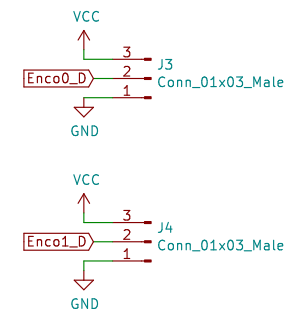 VCC
3
J3
Enco0_D
2
Conn_01x03_Male
1
GND
VCC
3
J4
Enco1_D
2
Conn_01x03_Male
1
GND